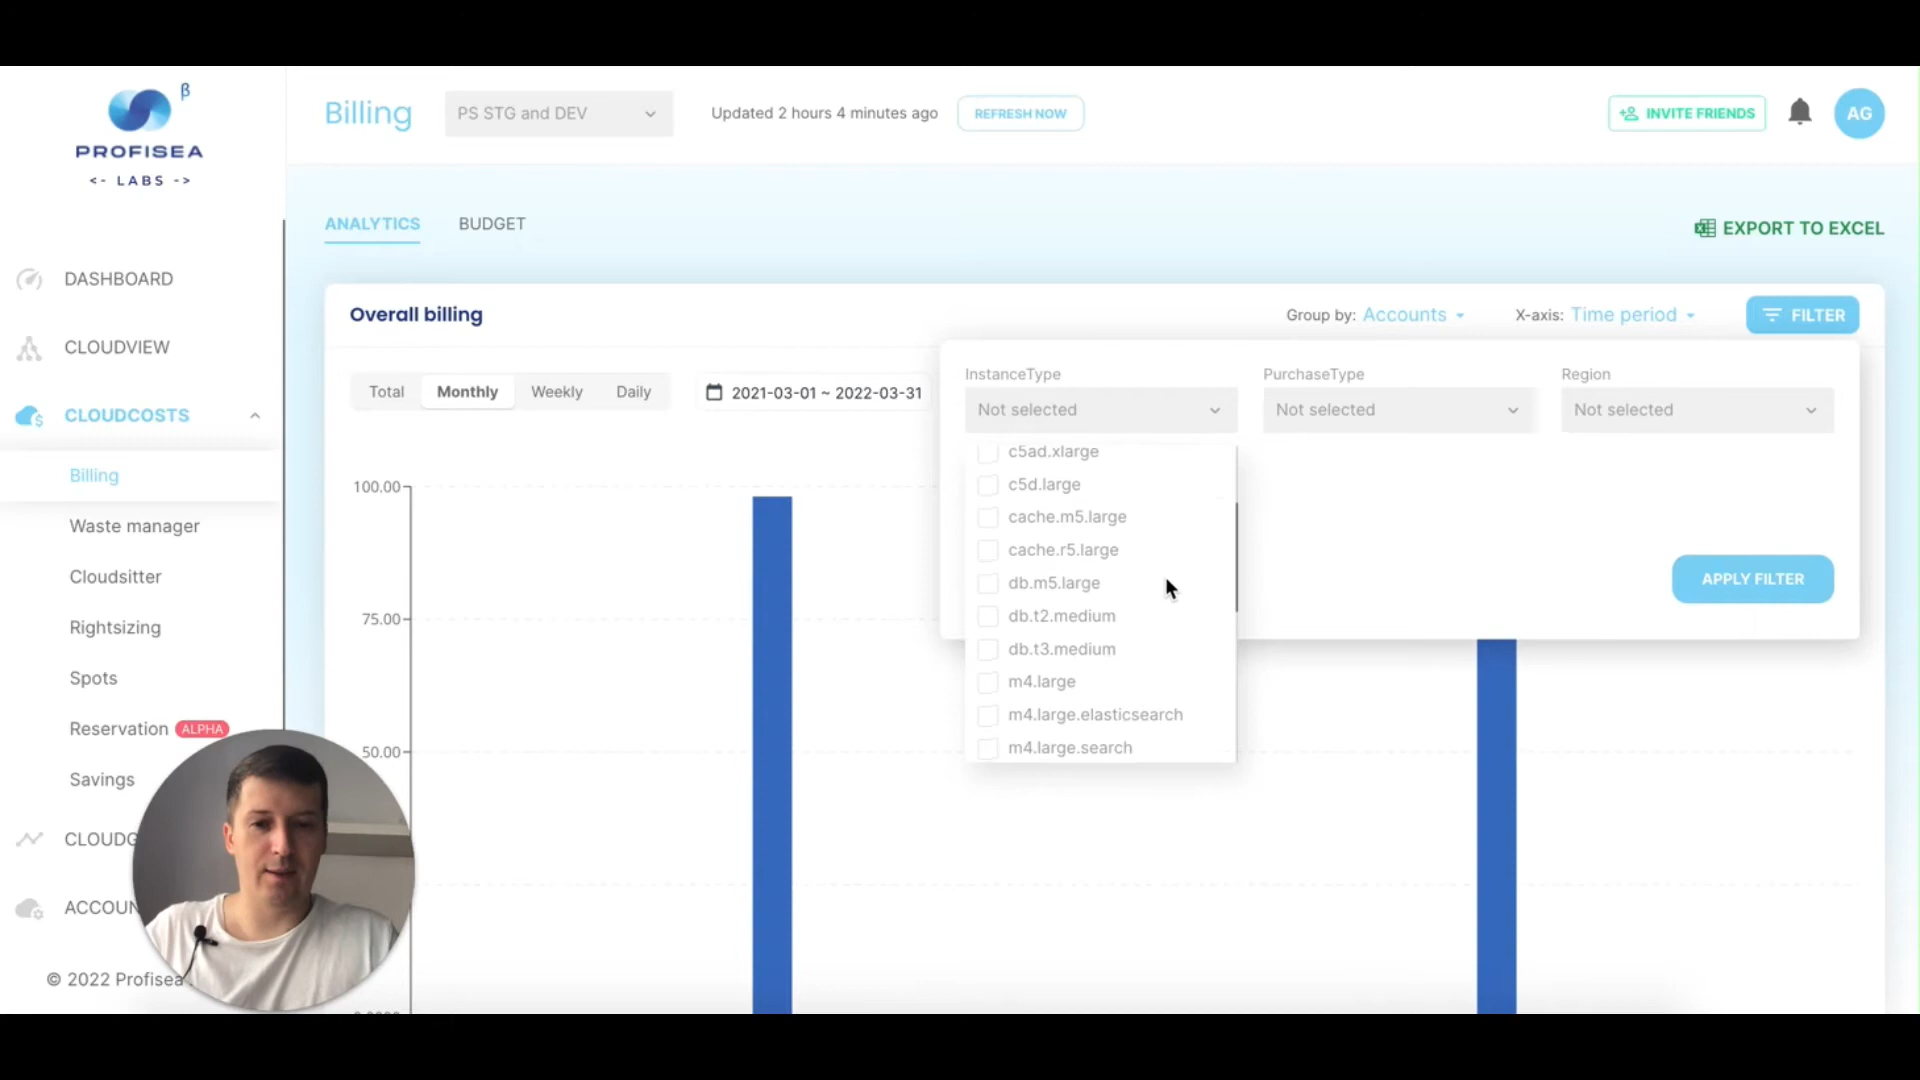 β
PROFISEA
<- LABS ->
Billing
PS STG and DEV
Updated 2 hours 4 minutes ago
REFRESH NOW
INVITE FRIENDS
AG
ANALYTICS
BUDGET
EXPORT TO EXCEL
DASHBOARD
CLOUDVIEW
CLOUDCOSTS
Billing
Waste manager
Cloudsitter
Rightsizing
Spots
Reservation ALPHA
Savings
CLOUDG
ACCOUN
© 2022 Profisea
Overall billing
Group by: Accounts
X-axis: Time period
FILTER
Total
Monthly
Weekly
Daily
2021-03-01 ~ 2022-03-31
InstanceType
Not selected
PurchaseType
Not selected
Region
Not selected
c5ad.xlarge
c5d.large
cache.m5.large
cache.r5.large
db.m5.large
db.t2.medium
db.t3.medium
m4.large
m4.large.elasticsearch
m4.large.search
APPLY FILTER
100.00
75.00
50.00